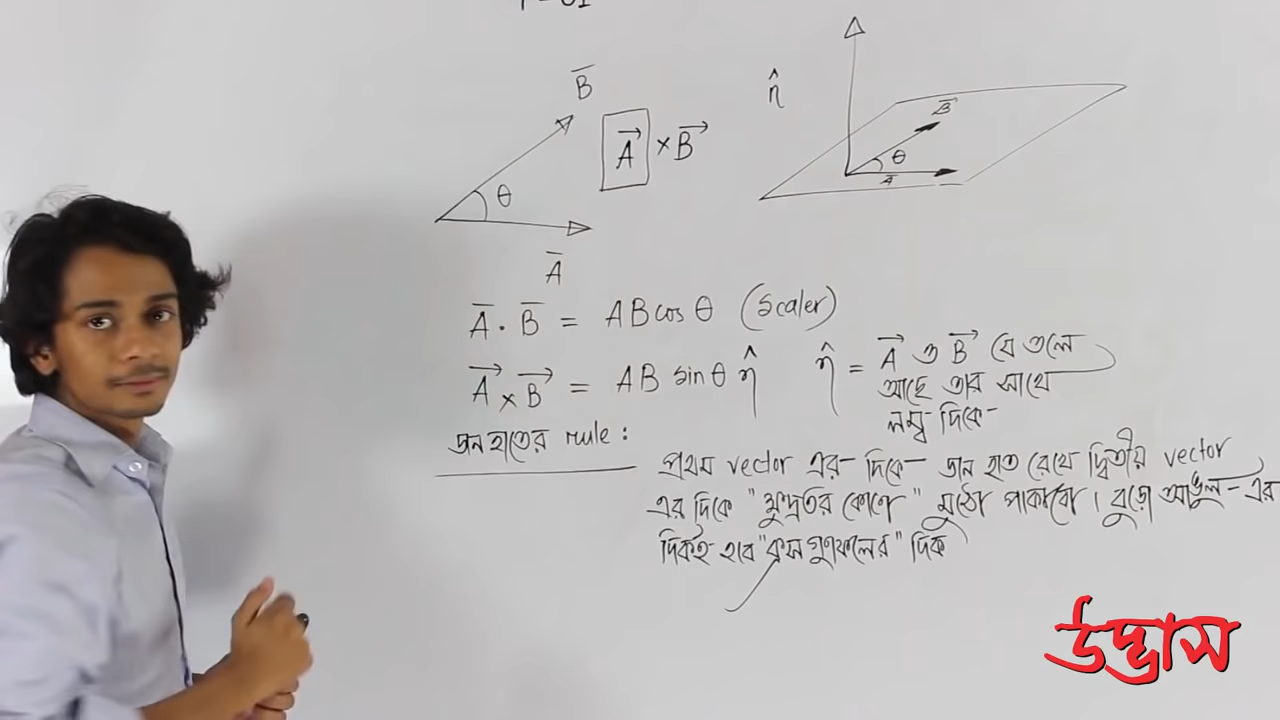 B
A × B
θ
A
η̂
B
θ
A
A · B = AB cos θ (Scaler)
A × B = AB sin θ η̂
η̂ = A ও B যে তলে
আছে তার সাথে
লম্ব দিকে
ডান হাতের rule :
প্রথম vector এর দিকে ডান হাত রেখে দ্বিতীয় vector
এর দিকে "ক্ষুদ্রতর কোণে" মুঠো পাকাবো। বুড়ো আঙুল-এর
দিকই হবে "ক্রস গুণফলের" দিক
উদ্ভাস